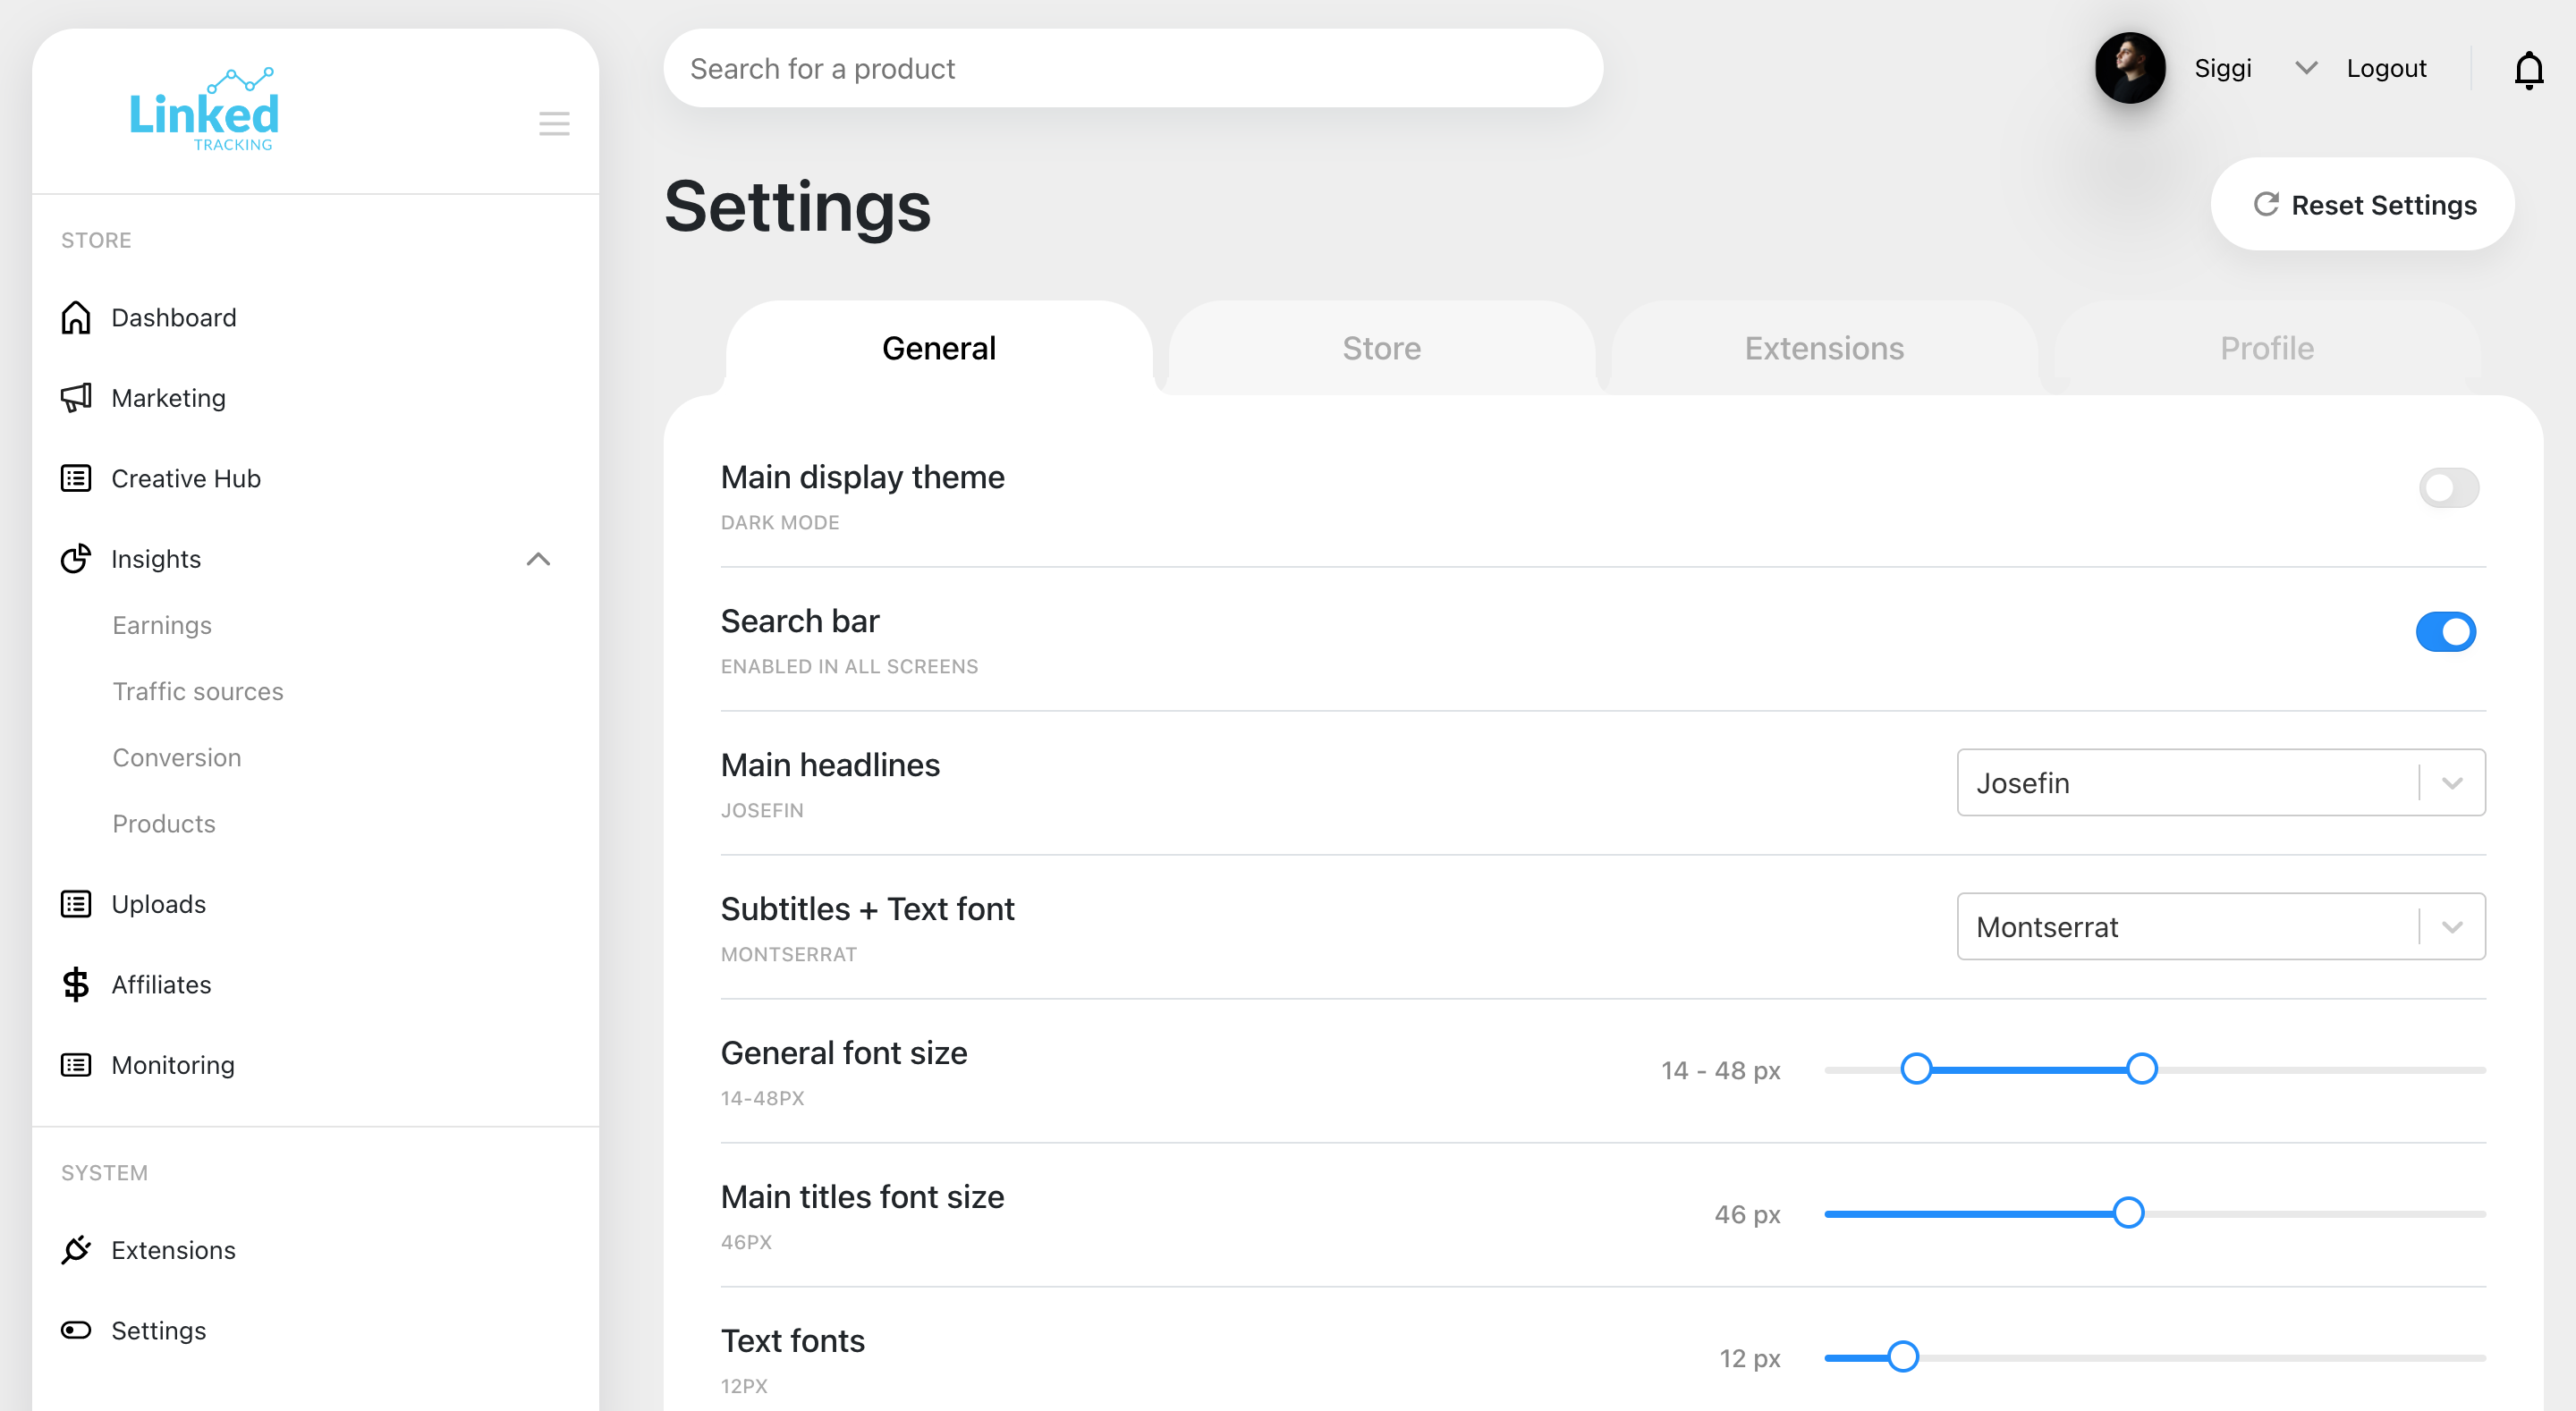 Linked
TRACKING
STORE
Dashboard
Marketing
Creative Hub
Insights
Earnings
Traffic sources
Conversion
Products
Uploads
Affiliates
Monitoring
SYSTEM
Extensions
Settings
Search for a product
Siggi
Logout
Settings
Reset Settings
General
Store
Extensions
Profile
Main display theme
DARK MODE
Search bar
ENABLED IN ALL SCREENS
Main headlines
JOSEFIN
Josefin
Subtitles + Text font
MONTSERRAT
Montserrat
General font size
14-48PX
14 - 48 px
Main titles font size
46PX
46 px
Text fonts
12PX
12 px